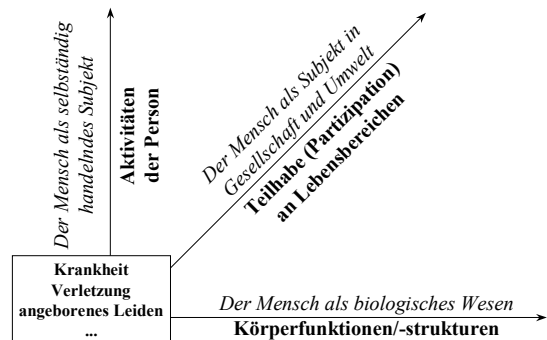 Der Mensch als selbständig
handelndes Subjekt
Aktivitäten
der Person
Der Mensch als Subjekt in
Gesellschaft und Umwelt
Teilhabe (Partizipation)
an Lebensbereichen
Krankheit
Verletzung
angeborenes Leiden
...
Der Mensch als biologisches Wesen
Körperfunktionen/-strukturen